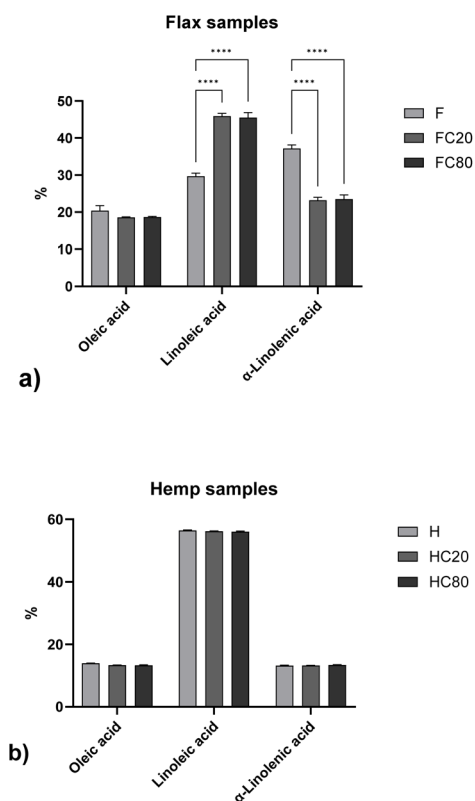 Flax samples
**** ****
**** ****
50
40
30
20
10
0
%
F
FC20
FC80
Oleic acid
Linoleic acid
α-Linolenic acid
a)
Hemp samples
60
40
20
0
%
H
HC20
HC80
Oleic acid
Linoleic acid
α-Linolenic acid
b)